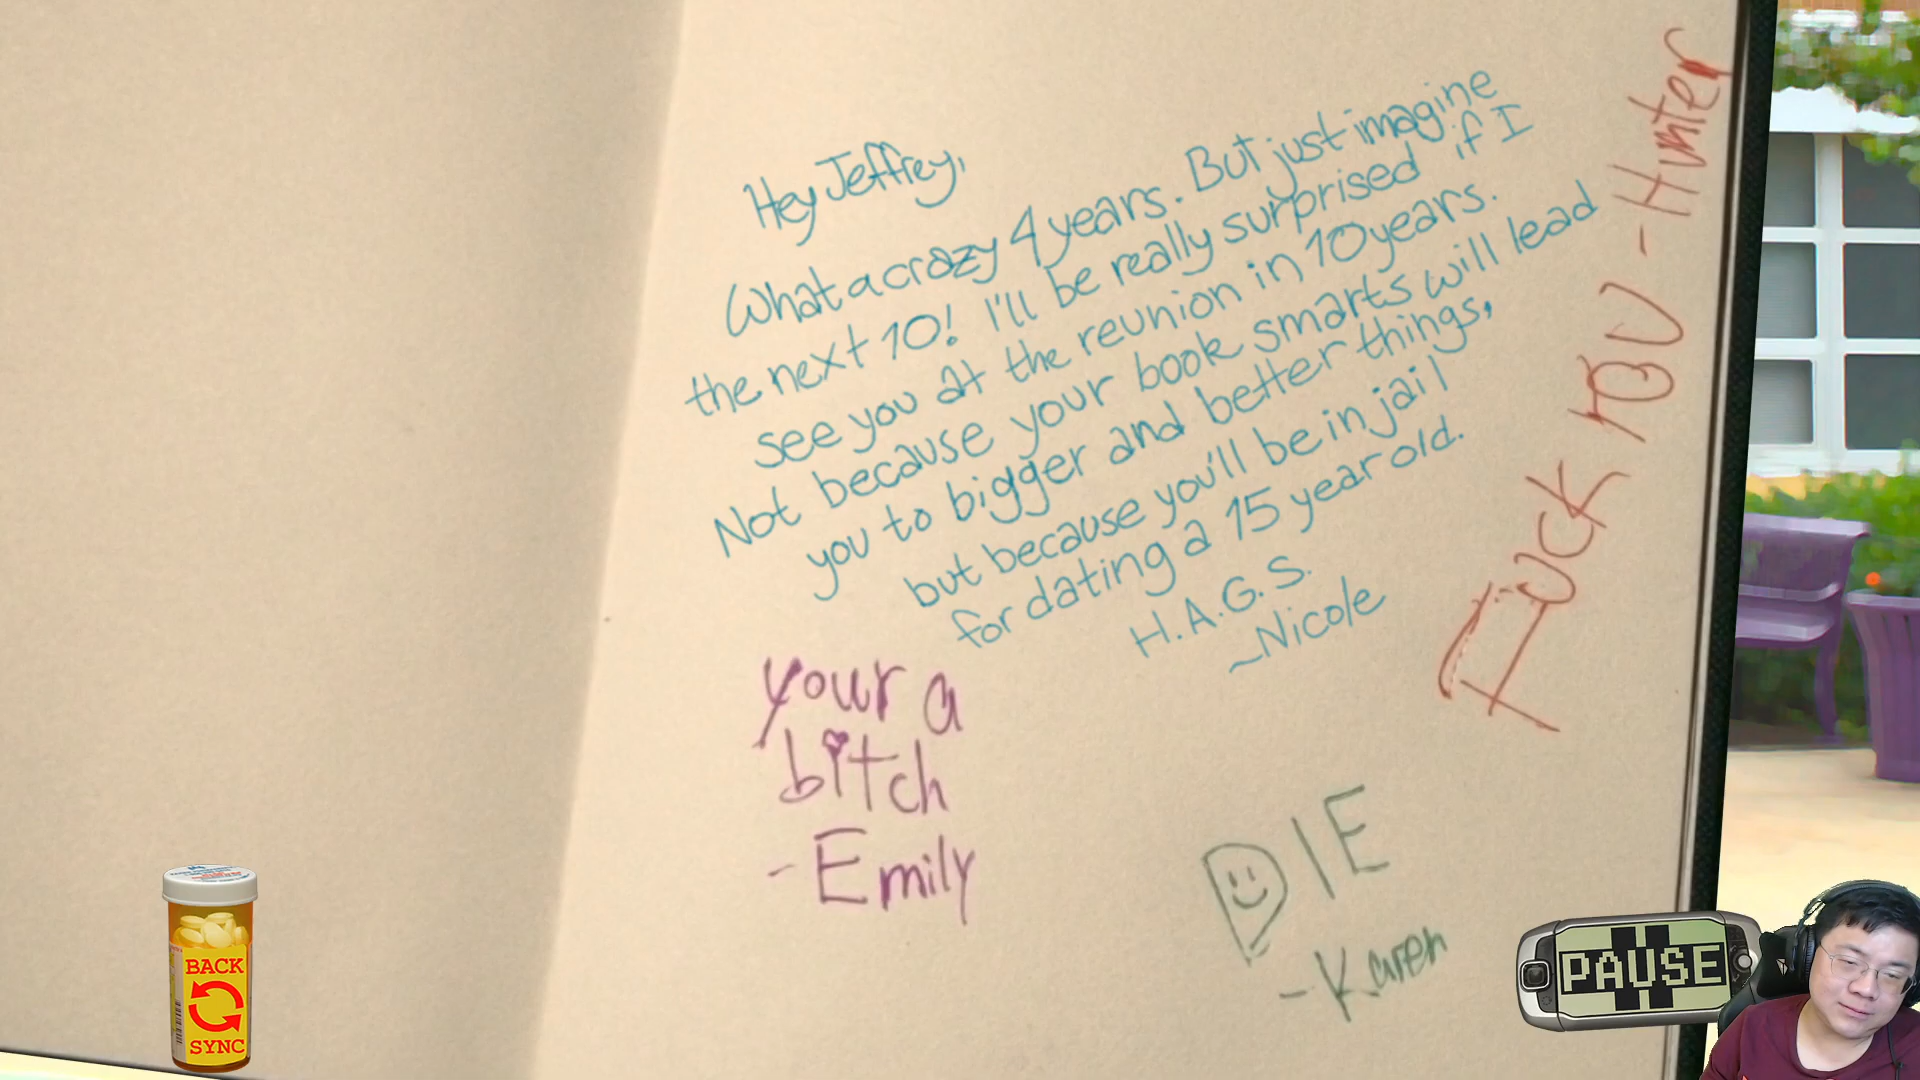 Hey Jeffrey,
What a crazy 4 years. But just imagine
the next 10! I'll be really surprised if I
see you at the reunion in 10 years.
Not because your book smarts will lead
you to bigger and better things,
but because you'll be in jail
for dating a 15 year old.
H.A.G.S.
~Nicole
Fuck YOU - Hunter
your a
bitch
- Emily
DIE
- Karen
BACK
SYNC
PAUSE